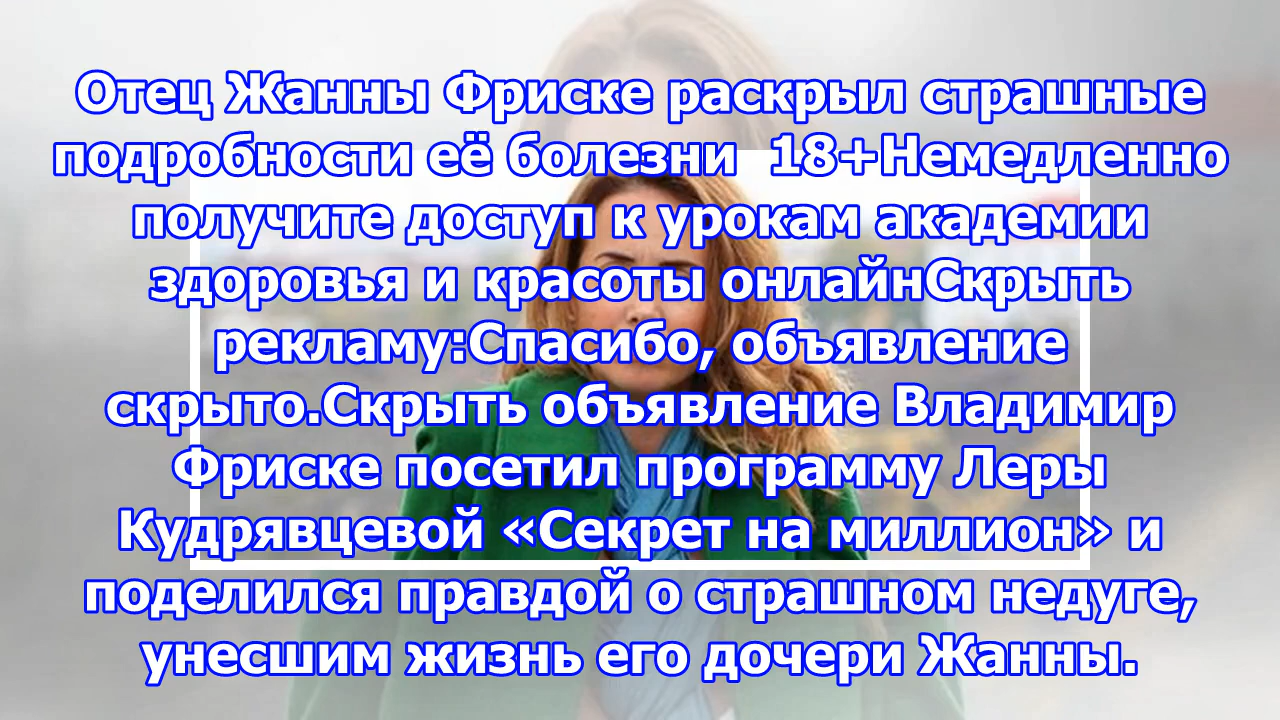 Отец Жанны Фриске раскрыл страшные
подробности её болезни  18+Немедленно
получите доступ к урокам академии
здоровья и красоты онлайнСкрыть
рекламу:Спасибо, объявление
скрыто.Скрыть объявление Владимир
Фриске посетил программу Леры
Кудрявцевой «Секрет на миллион» и
поделился правдой о страшном недуге,
унесшим жизнь его дочери Жанны.